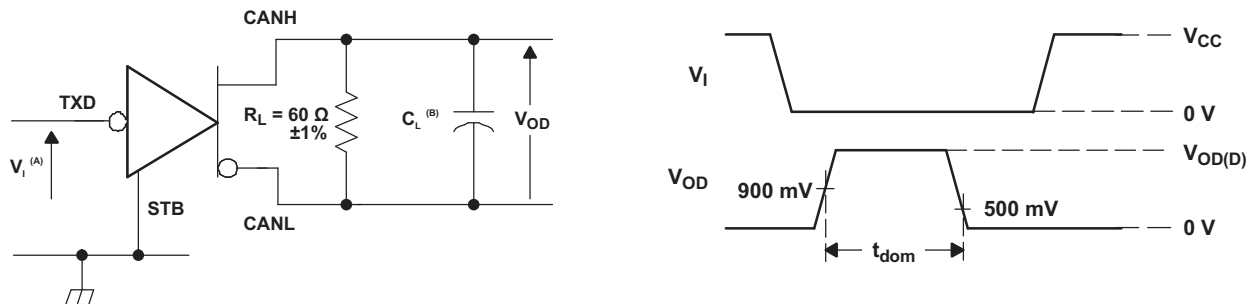 CANH
TXD
R_L = 60 Ω
±1%
C_L (B)
V_OD
V_I (A)
STB
CANL
V_I
V_CC
0 V
V_OD
900 mV
500 mV
V_OD(D)
0 V
t_dom